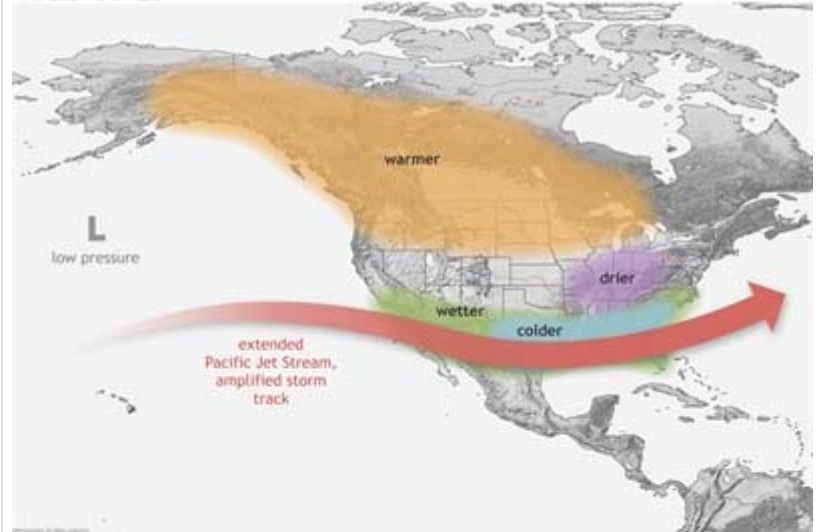 warmer
L
low pressure
drier
wetter
colder
extended
Pacific Jet Stream,
amplified storm
track